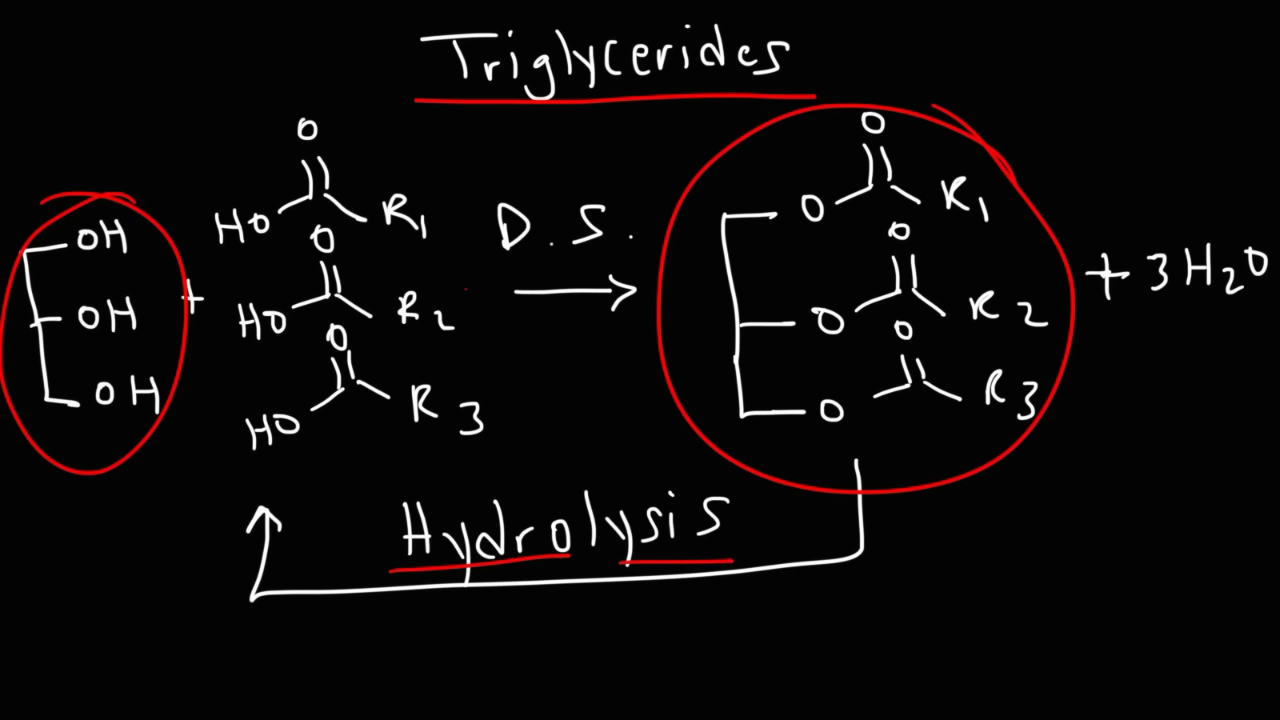 Triglycerides
O
HO R1
O
HO R2
O
HO R3
OH
OH
OH
+
D.S.
O
O R1
O
O R2
O
O R3
+ 3H2O
Hydrolysis